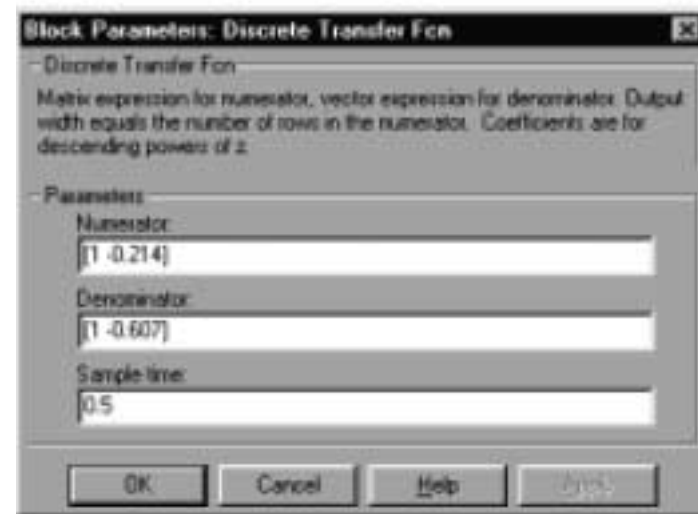 Block Parameters: Discrete Transfer Fcn
Discrete Transfer Fcn
Matrix expression for numerator, vector expression for denominator. Output
width equals the number of rows in the numerator. Coefficients are for
descending powers of z.
Parameters
Numerator:
[1 -0.214]
Denominator:
[1 -0.607]
Sample time:
0.5
OK Cancel Help Apply